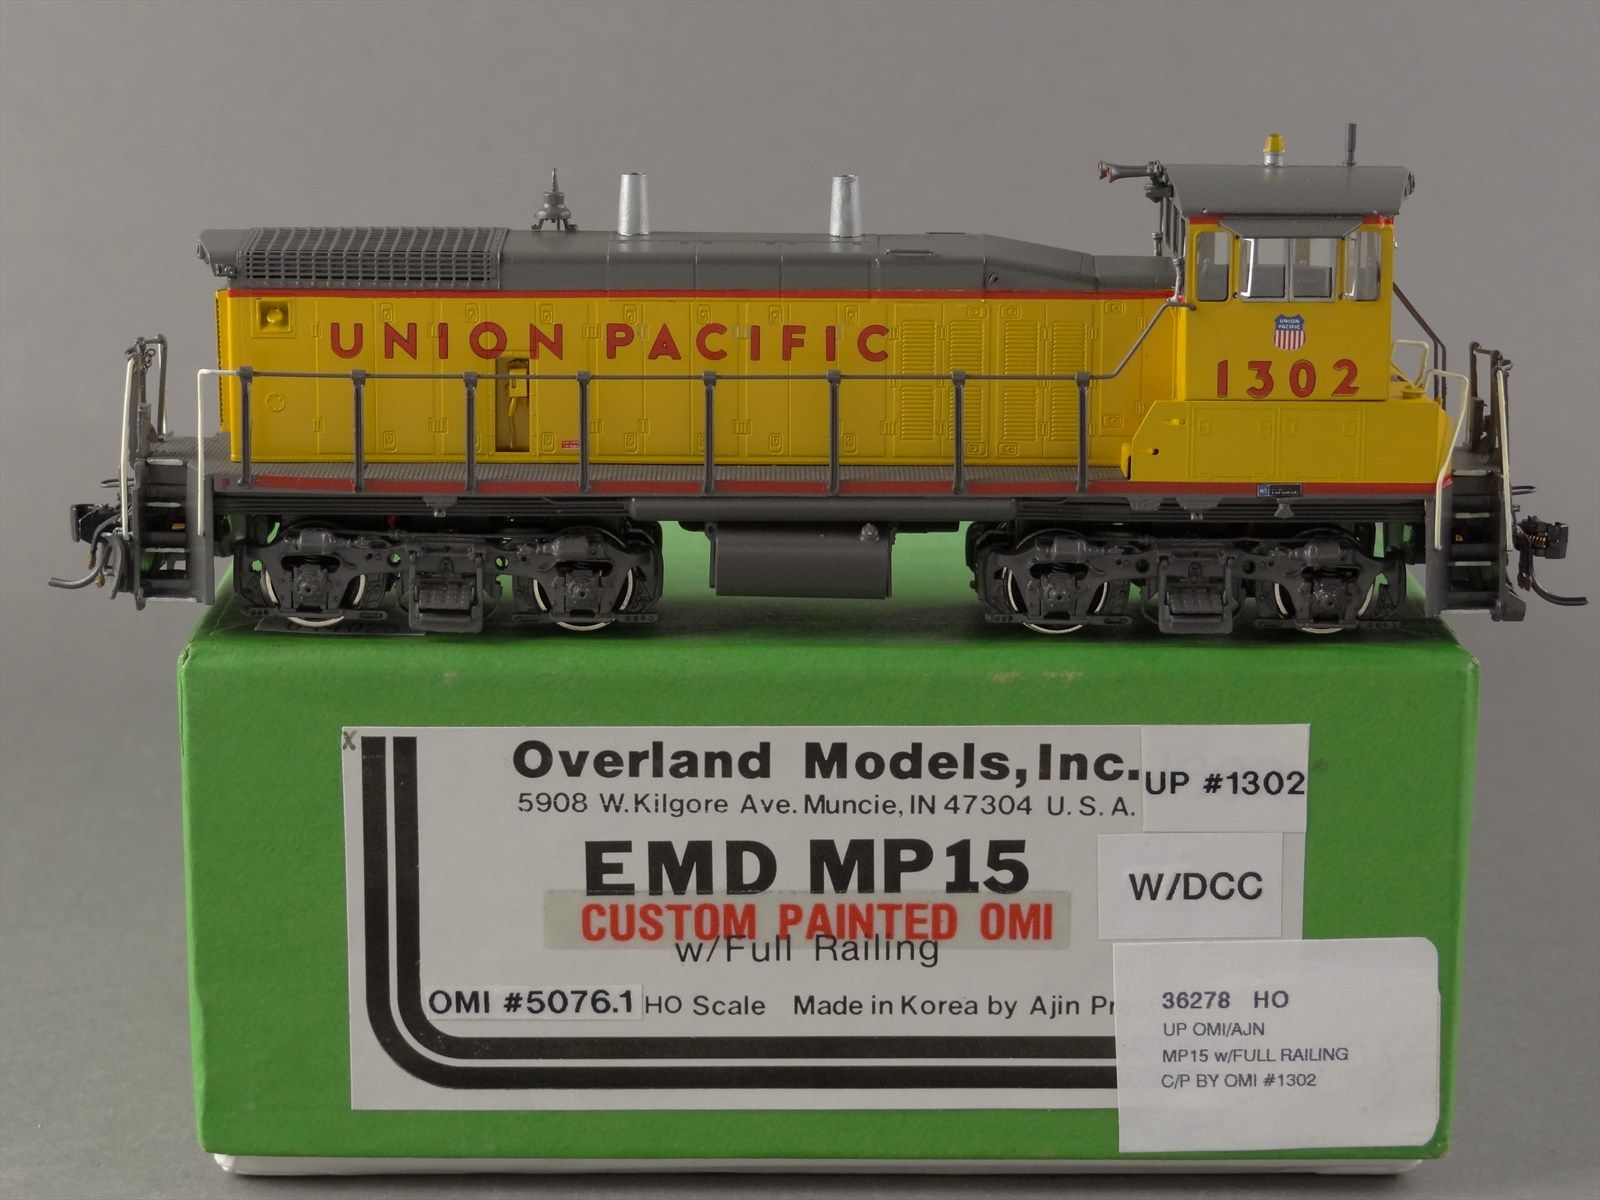 UNION PACIFIC
UNION
PACIFIC
1302
X
Overland Models, Inc.
UP #1302
5908 W. Kilgore Ave. Muncie, IN 47304 U. S. A.
EMD MP15
W/DCC
CUSTOM PAINTED OMI
w/Full Railing
OMI #5076.1 HO Scale Made in Korea by Ajin Pr
36278 HO
UP OMI/AJN
MP15 w/FULL RAILING
C/P BY OMI #1302